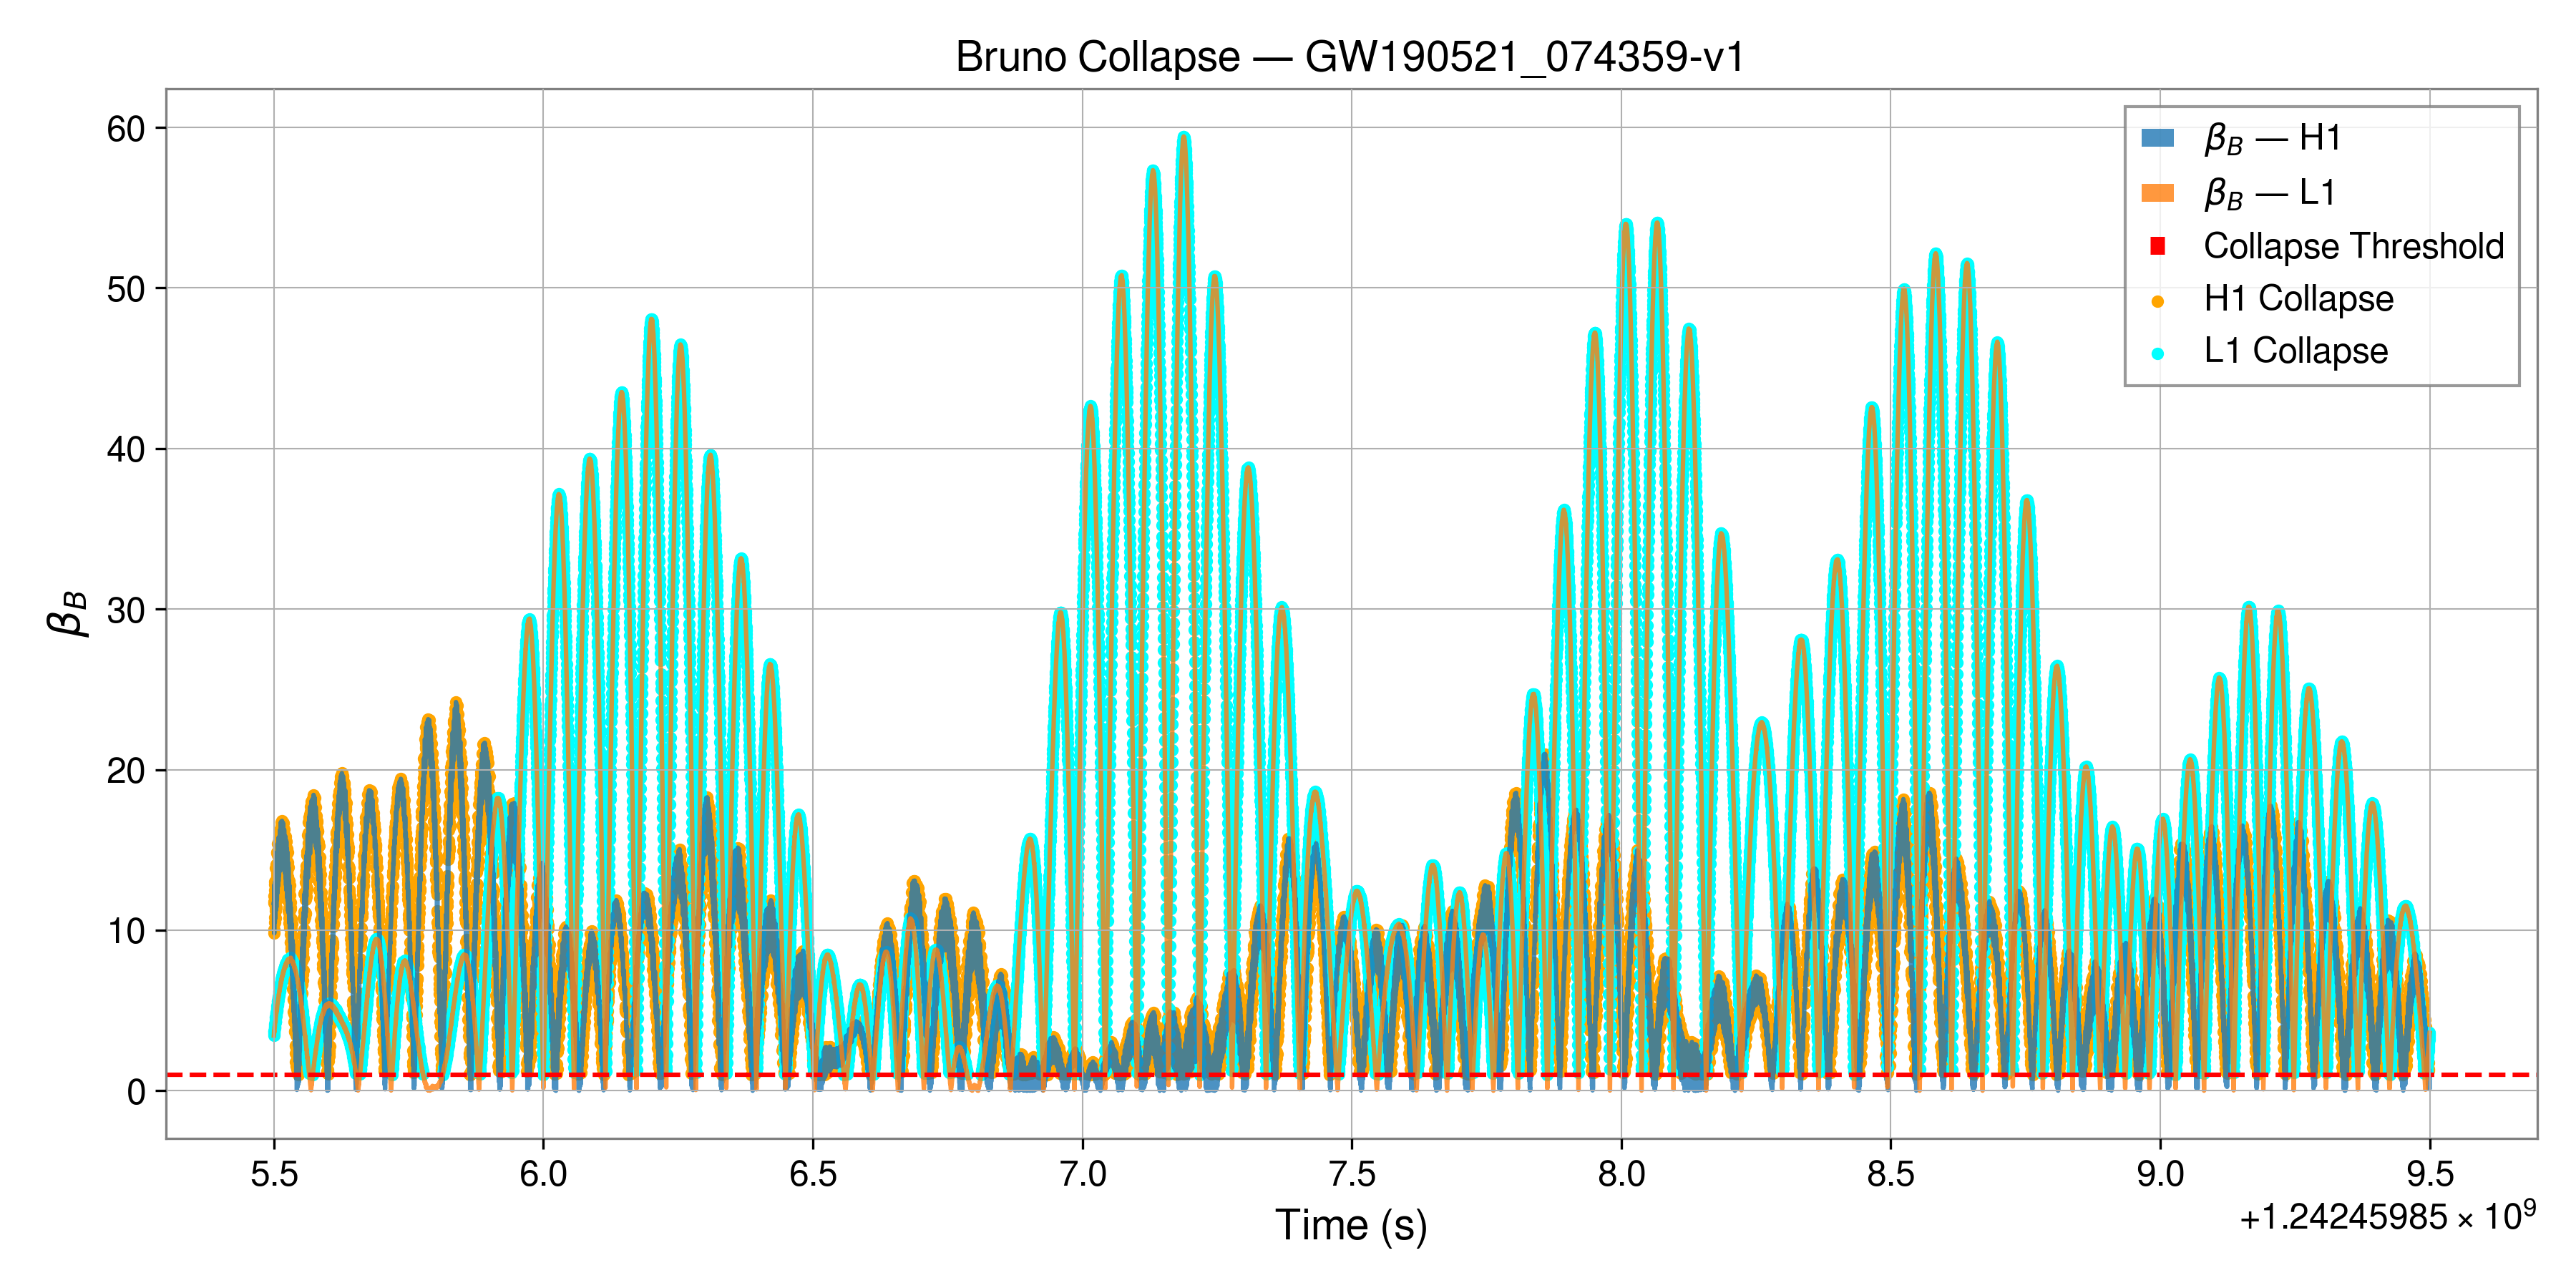 Bruno Collapse — GW190521_074359-v1
60
50
40
30
20
10
0
β_B
β_B — H1
β_B — L1
Collapse Threshold
H1 Collapse
L1 Collapse
5.5 6.0 6.5 7.0 7.5 8.0 8.5 9.0 9.5
Time (s)
+1.24245985 × 10⁹